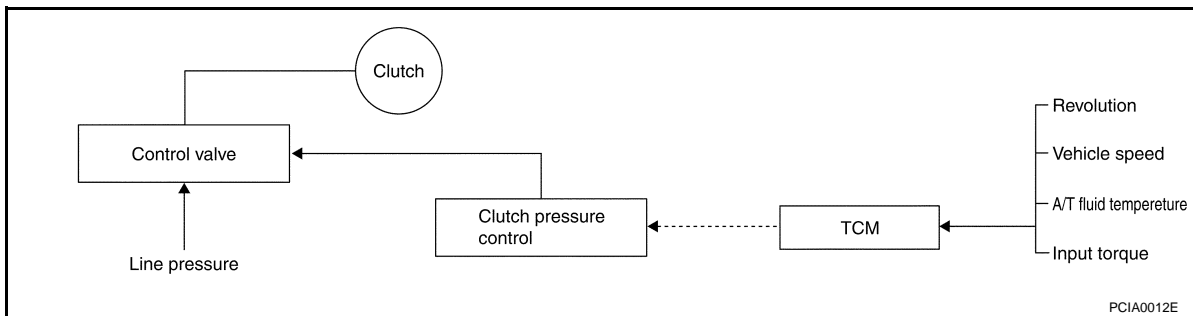 Clutch
Control valve
Line pressure
Clutch pressure
control
TCM
Revolution
Vehicle speed
A/T fluid tempereture
Input torque
PCIA0012E